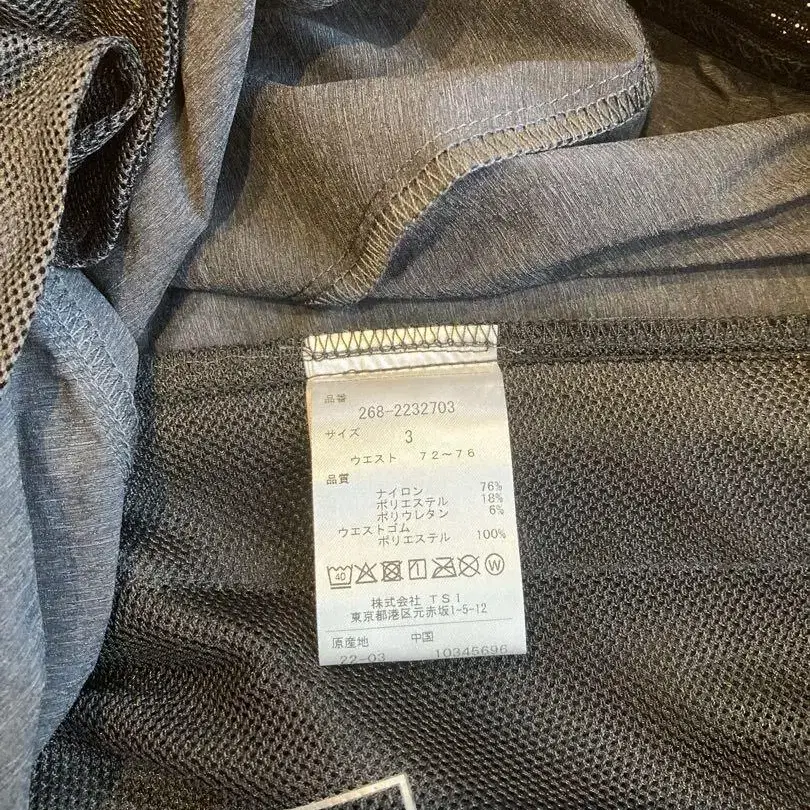 品番
268-2232703
サイズ 3
ウエスト 72~76
品質
ナイロン 76%
ポリエステル 18%
ポリウレタン 6%
ウエストゴム
ポリエステル 100%
40 W
株式会社 TSI
東京都港区元赤坂1-5-12
原産地 中国
22-03 10345696